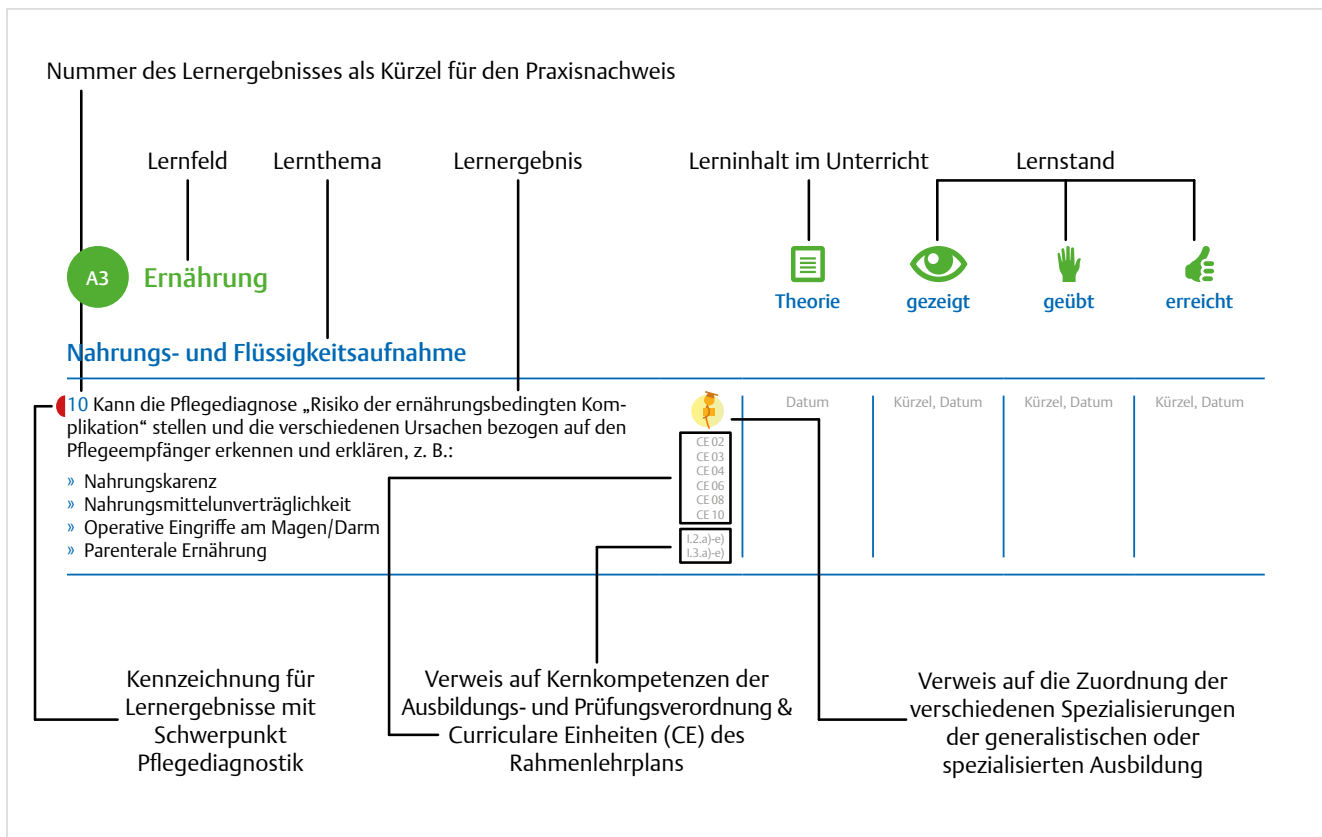 Nummer des Lernergebnisses als Kürzel für den Praxisnachweis
Lernfeld
Lernthema
Lernergebnis
Lerninhalt im Unterricht
Lernstand
A3
Ernährung
Theorie
gezeigt
geübt
erreicht
Nahrungs- und Flüssigkeitsaufnahme
10 Kann die Pflegediagnose „Risiko der ernährungsbedingten Kom-
plikation“ stellen und die verschiedenen Ursachen bezogen auf den
Pflegeempfänger erkennen und erklären, z. B.:
» Nahrungskarenz
» Nahrungsmittelunverträglichkeit
» Operative Eingriffe am Magen/Darm
» Parenterale Ernährung
CE 02
CE 03
CE 04
CE 06
CE 08
CE 10
I.2.a)-e)
I.3.a)-e)
Datum
Kürzel, Datum
Kürzel, Datum
Kürzel, Datum
Kennzeichnung für
Lernergebnisse mit
Schwerpunkt
Pflegediagnostik
Verweis auf Kernkompetenzen der
Ausbildungs- und Prüfungsverordnung &
Curriculare Einheiten (CE) des
Rahmenlehrplans
Verweis auf die Zuordnung der
verschiedenen Spezialisierungen
der generalistischen oder
spezialisierten Ausbildung